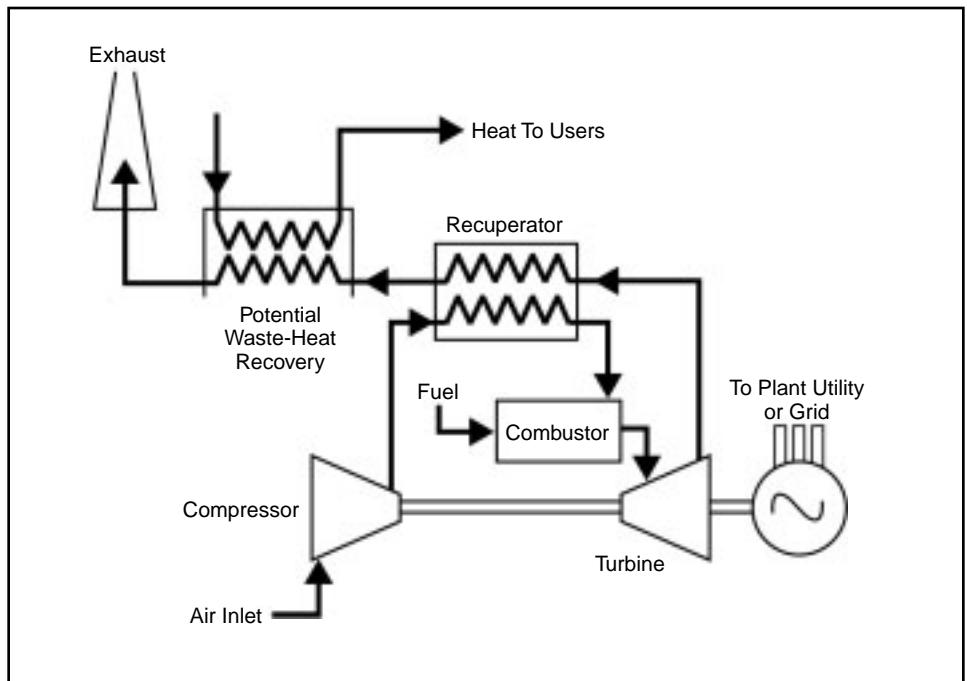 Exhaust
Heat To Users
Recuperator
Potential
Waste-Heat
Recovery
Fuel
To Plant Utility
or Grid
Combustor
Compressor
Turbine
Air Inlet